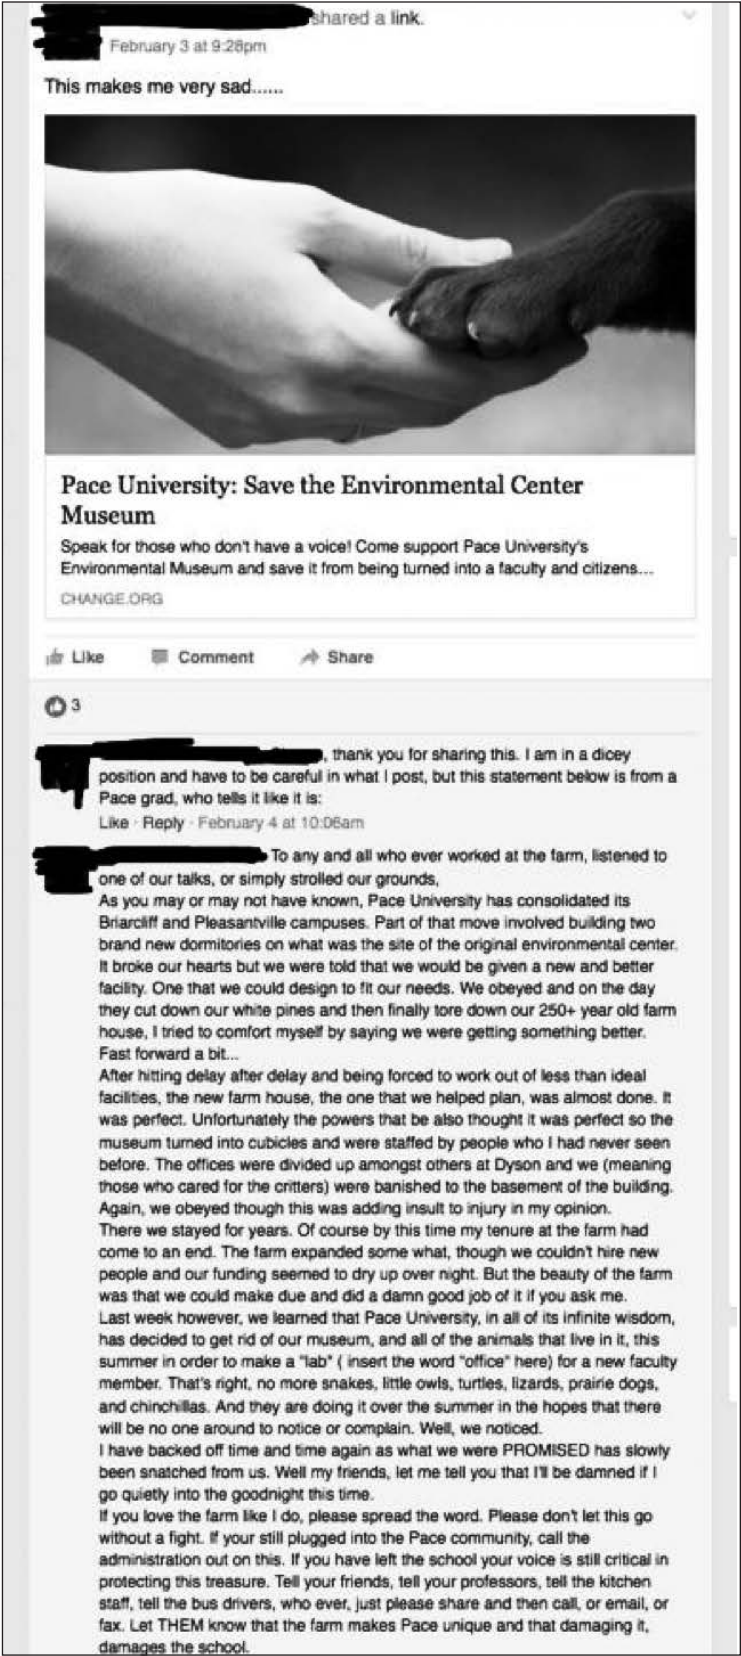 shared a link.
February 3 at 9:28pm
This makes me very sad......
Pace University: Save the Environmental Center
Museum
Speak for those who don't have a voice! Come support Pace University's
Environmental Museum and save it from being turned into a faculty and citizens...
CHANGE.ORG
Like Comment Share
3
, thank you for sharing this. I am in a dicey
position and have to be careful in what I post, but this statement below is from a
Pace grad, who tells it like it is:
Like · Reply · February 4 at 10:06am
To any and all who ever worked at the farm, listened to
one of our talks, or simply strolled our grounds,
As you may or may not have known, Pace University has consolidated its
Briarcliff and Pleasantville campuses. Part of that move involved building two
brand new dormitories on what was the site of the original environmental center.
It broke our hearts but we were told that we would be given a new and better
facility. One that we could design to fit our needs. We obeyed and on the day
they cut down our white pines and then finally tore down our 250+ year old farm
house, I tried to comfort myself by saying we were getting something better.
Fast forward a bit...
After hitting delay after delay and being forced to work out of less than ideal
facilities, the new farm house, the one that we helped plan, was almost done. It
was perfect. Unfortunately the powers that be also thought it was perfect so the
museum turned into cubicles and were staffed by people who I had never seen
before. The offices were divided up amongst others at Dyson and we (meaning
those who cared for the critters) were banished to the basement of the building.
Again, we obeyed though this was adding insult to injury in my opinion.
There we stayed for years. Of course by this time my tenure at the farm had
come to an end. The farm expanded some what, though we couldn't hire new
people and our funding seemed to dry up over night. But the beauty of the farm
was that we could make due and did a damn good job of it if you ask me.
Last week however, we learned that Pace University, in all of its infinite wisdom,
has decided to get rid of our museum, and all of the animals that live in it, this
summer in order to make a "lab" ( insert the word "office" here) for a new faculty
member. That's right, no more snakes, little owls, turtles, lizards, prairie dogs,
and chinchillas. And they are doing it over the summer in the hopes that there
will be no one around to notice or complain. Well, we noticed.
I have backed off time and time again as what we were PROMISED has slowly
been snatched from us. Well my friends, let me tell you that I'll be damned if I
go quietly into the goodnight this time.
If you love the farm like I do, please spread the word. Please don't let this go
without a fight. If your still plugged into the Pace community, call the
administration out on this. If you have left the school your voice is still critical in
protecting this treasure. Tell your friends, tell your professors, tell the kitchen
staff, tell the bus drivers, who ever, just please share and then call, or email, or
fax. Let THEM know that the farm makes Pace unique and that damaging it,
damages the school.